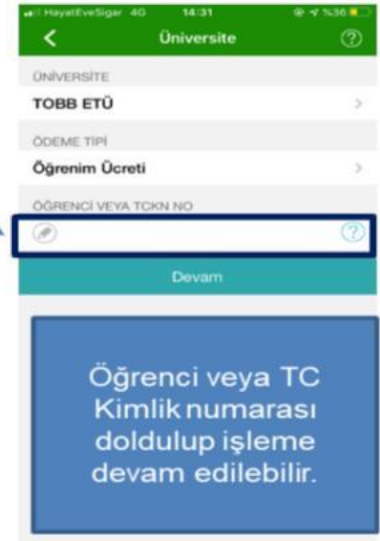 HayatEveSigar 4G 14:31 %36
Üniversite
ÜNİVERSİTE
TOBB ETÜ
ÖDEME TİPİ
Öğrenim Ücreti
ÖĞRENCİ VEYA TCKN NO
Devam
Öğrenci veya TC
Kimlik numarası
doldulup işleme
devam edilebilir.